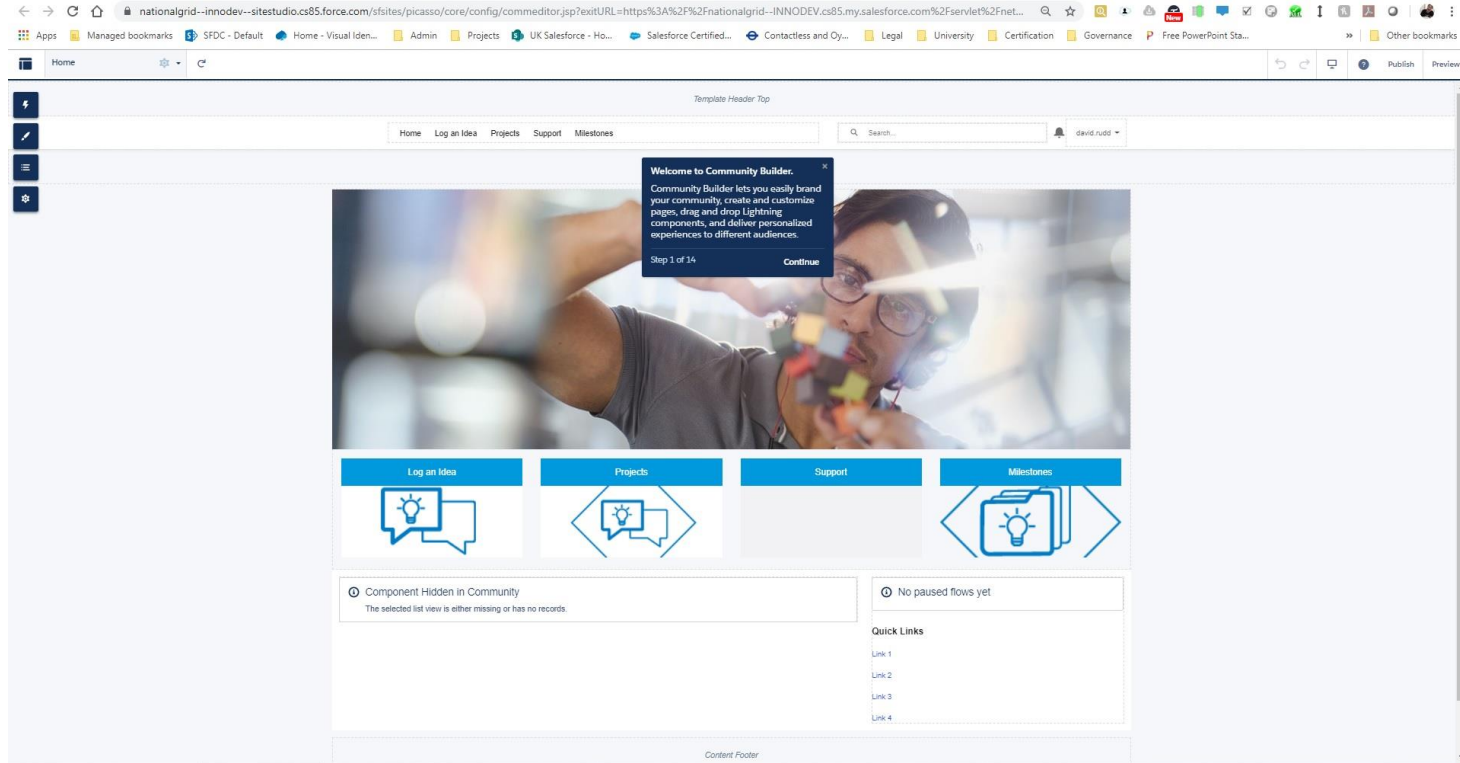 nationalgrid--innodev--sitestudio.cs85.force.com/sfsites/picasso/core/config/commeditor.jsp?exitURL=https%3A%2F%2Fnationalgrid--INNODEV.cs85.my.salesforce.com%2Fservlet%2Fnet...
New
Apps Managed bookmarks SFDC - Default Home - Visual Iden... Admin Projects UK Salesforce - Ho... Salesforce Certified... Contactless and Oy... Legal University Certification Governance Free PowerPoint Sta... » Other bookmarks
Home Publish Preview
Template Header Top
Home Log an Idea Projects Support Milestones Search... david.rudd
Welcome to Community Builder. ×
Community Builder lets you easily brand
your community, create and customize
pages, drag and drop Lightning
components, and deliver personalized
experiences to different audiences.
Step 1 of 14 Continue
Log an Idea Projects Support Milestones
Component Hidden in Community
The selected list view is either missing or has no records.
No paused flows yet
Quick Links
Link 1
Link 2
Link 3
Link 4
Content Footer